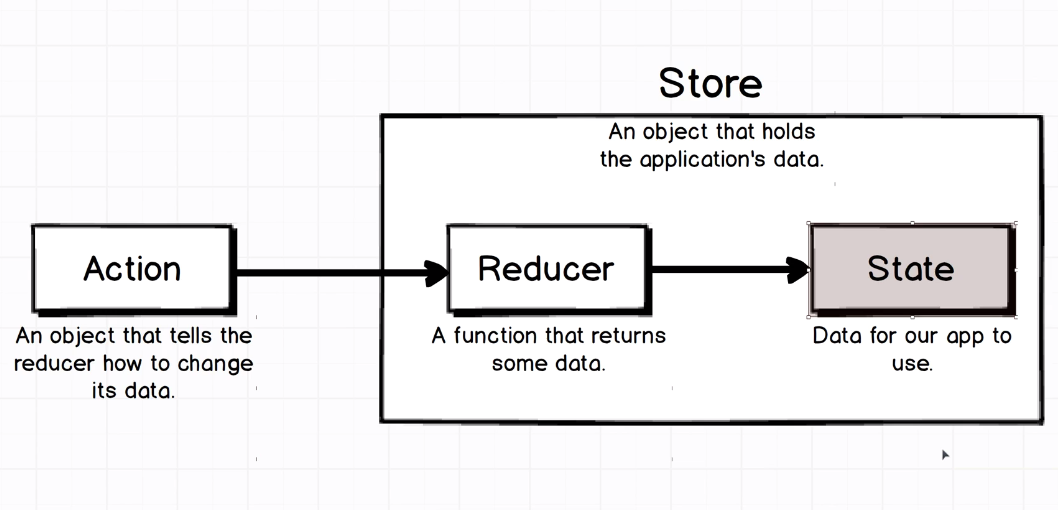 Store
An object that holds
the application's data.
Action
Reducer
State
An object that tells the
reducer how to change
its data.
A function that returns
some data.
Data for our app to
use.